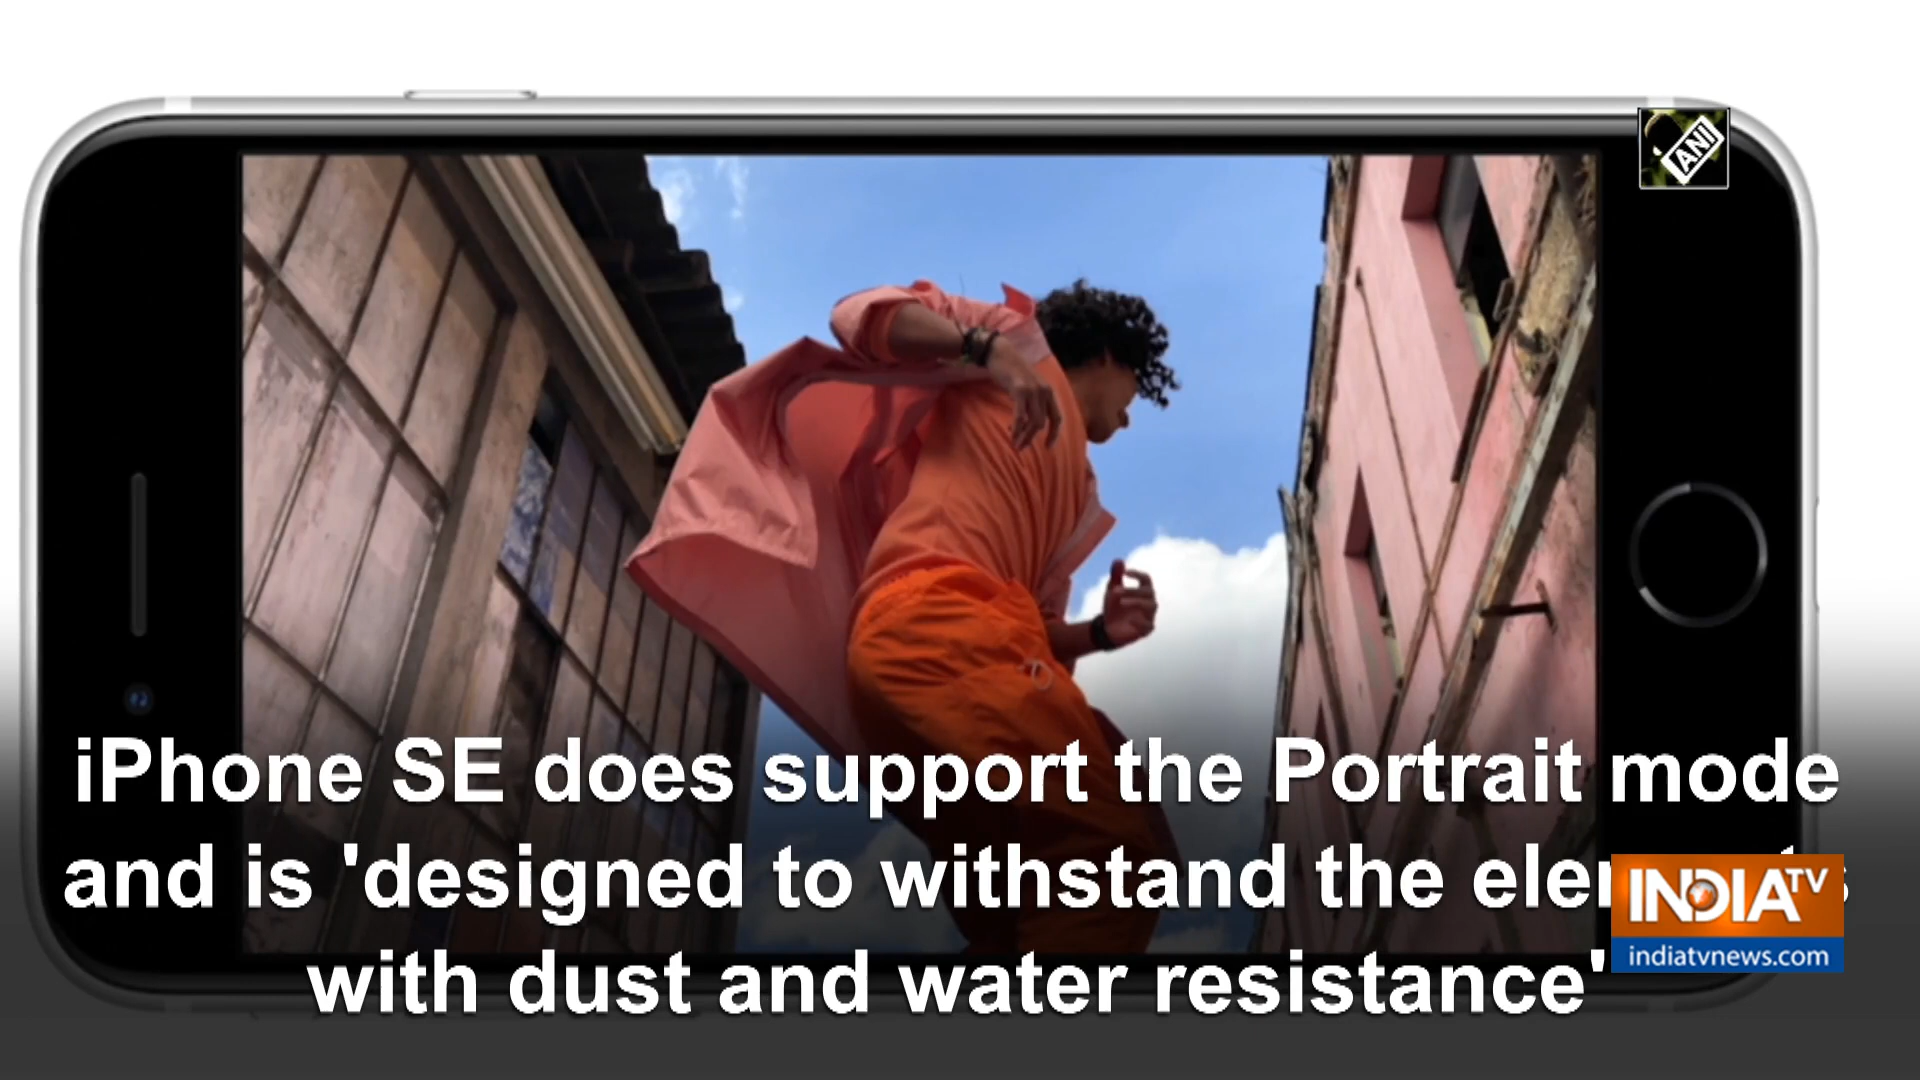 ANI
iPhone SE does support the Portrait mode
and is 'designed to withstand the
with dust and water resistance'
INDIA TV
indiatvnews.com